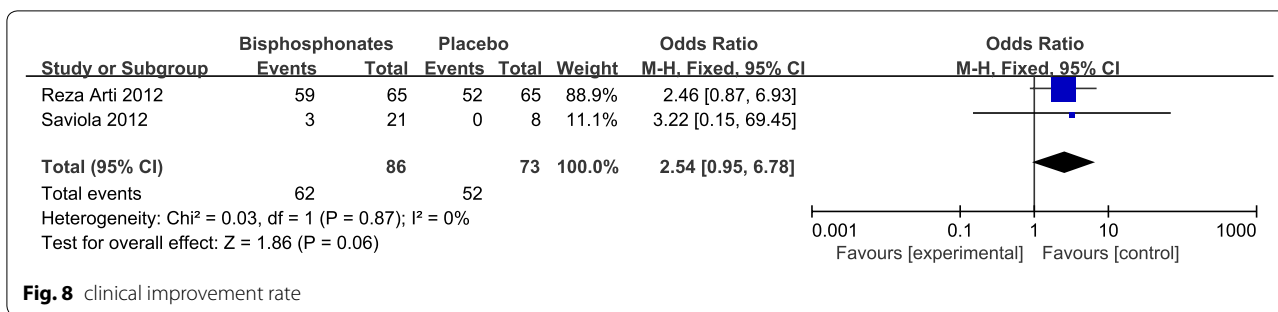 Bisphosphonates Placebo Odds Ratio Odds Ratio
Study or Subgroup Events Total Events Total Weight M-H, Fixed, 95% CI M-H, Fixed, 95% CI
Reza Arti 2012 59 65 52 65 88.9% 2.46 [0.87, 6.93]
Saviola 2012 3 21 0 8 11.1% 3.22 [0.15, 69.45]
Total (95% CI) 86 73 100.0% 2.54 [0.95, 6.78]
Total events 62 52
Heterogeneity: Chi² = 0.03, df = 1 (P = 0.87); I² = 0%
Test for overall effect: Z = 1.86 (P = 0.06)
0.001 0.1 1 10 1000
Favours [experimental] Favours [control]
Fig. 8 clinical improvement rate